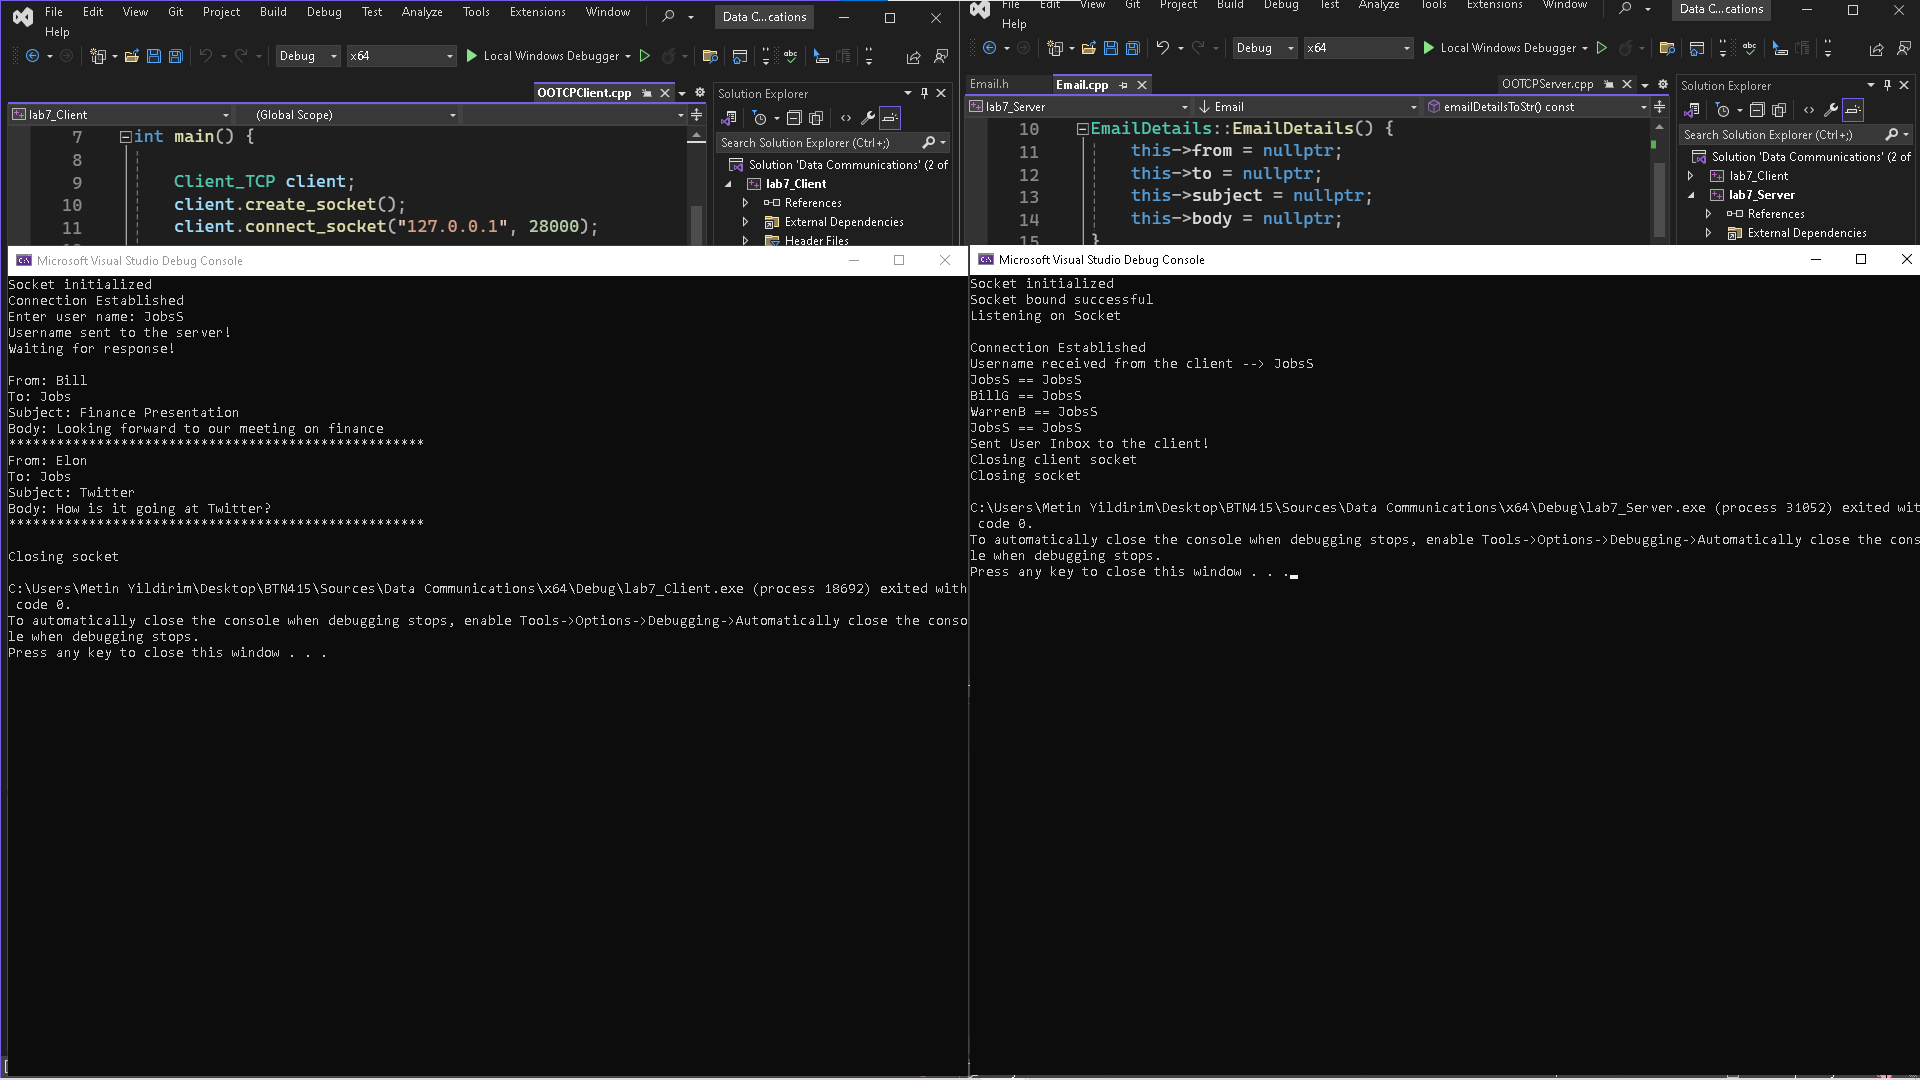 File Edit View Git Project Build Debug Test Analyze Tools Extensions Window
Help
Data C...cations
Debug x64 Local Windows Debugger
OOTCPClient.cpp
lab7_Client (Global Scope)
7 int main() {
8
9 Client_TCP client;
10 client.create_socket();
11 client.connect_socket("127.0.0.1", 28000);
Solution Explorer
Search Solution Explorer (Ctrl+;)
Solution 'Data Communications' (2 of
lab7_Client
References
External Dependencies
Header Files
Microsoft Visual Studio Debug Console
Socket initialized
Connection Established
Enter user name: JobsS
Username sent to the server!
Waiting for response!
From: Bill
To: Jobs
Subject: Finance Presentation
Body: Looking forward to our meeting on finance
****************************************************
From: Elon
To: Jobs
Subject: Twitter
Body: How is it going at Twitter?
****************************************************
Closing socket
C:\Users\Metin Yildirim\Desktop\BTN415\Sources\Data Communications\x64\Debug\lab7_Client.exe (process 18692) exited with
code 0.
To automatically close the console when debugging stops, enable Tools->Options->Debugging->Automatically close the conso
le when debugging stops.
Press any key to close this window . . .
File Edit View Git Project Build Debug Test Analyze Tools Extensions Window
Help
Data C...cations
Debug x64 Local Windows Debugger
Email.h Email.cpp OOTCPServer.cpp
lab7_Server Email emailDetailsToStr() const
10 EmailDetails::EmailDetails() {
11 this->from = nullptr;
12 this->to = nullptr;
13 this->subject = nullptr;
14 this->body = nullptr;
15 }
Solution Explorer
Search Solution Explorer (Ctrl+;)
Solution 'Data Communications' (2 of
lab7_Client
lab7_Server
References
External Dependencies
Microsoft Visual Studio Debug Console
Socket initialized
Socket bound successful
Listening on Socket
Connection Established
Username received from the client --> JobsS
JobsS == JobsS
BillG == JobsS
WarrenB == JobsS
JobsS == JobsS
Sent User Inbox to the client!
Closing client socket
Closing socket
C:\Users\Metin Yildirim\Desktop\BTN415\Sources\Data Communications\x64\Debug\lab7_Server.exe (process 31052) exited wit
code 0.
To automatically close the console when debugging stops, enable Tools->Options->Debugging->Automatically close the cons
le when debugging stops.
Press any key to close this window . . .